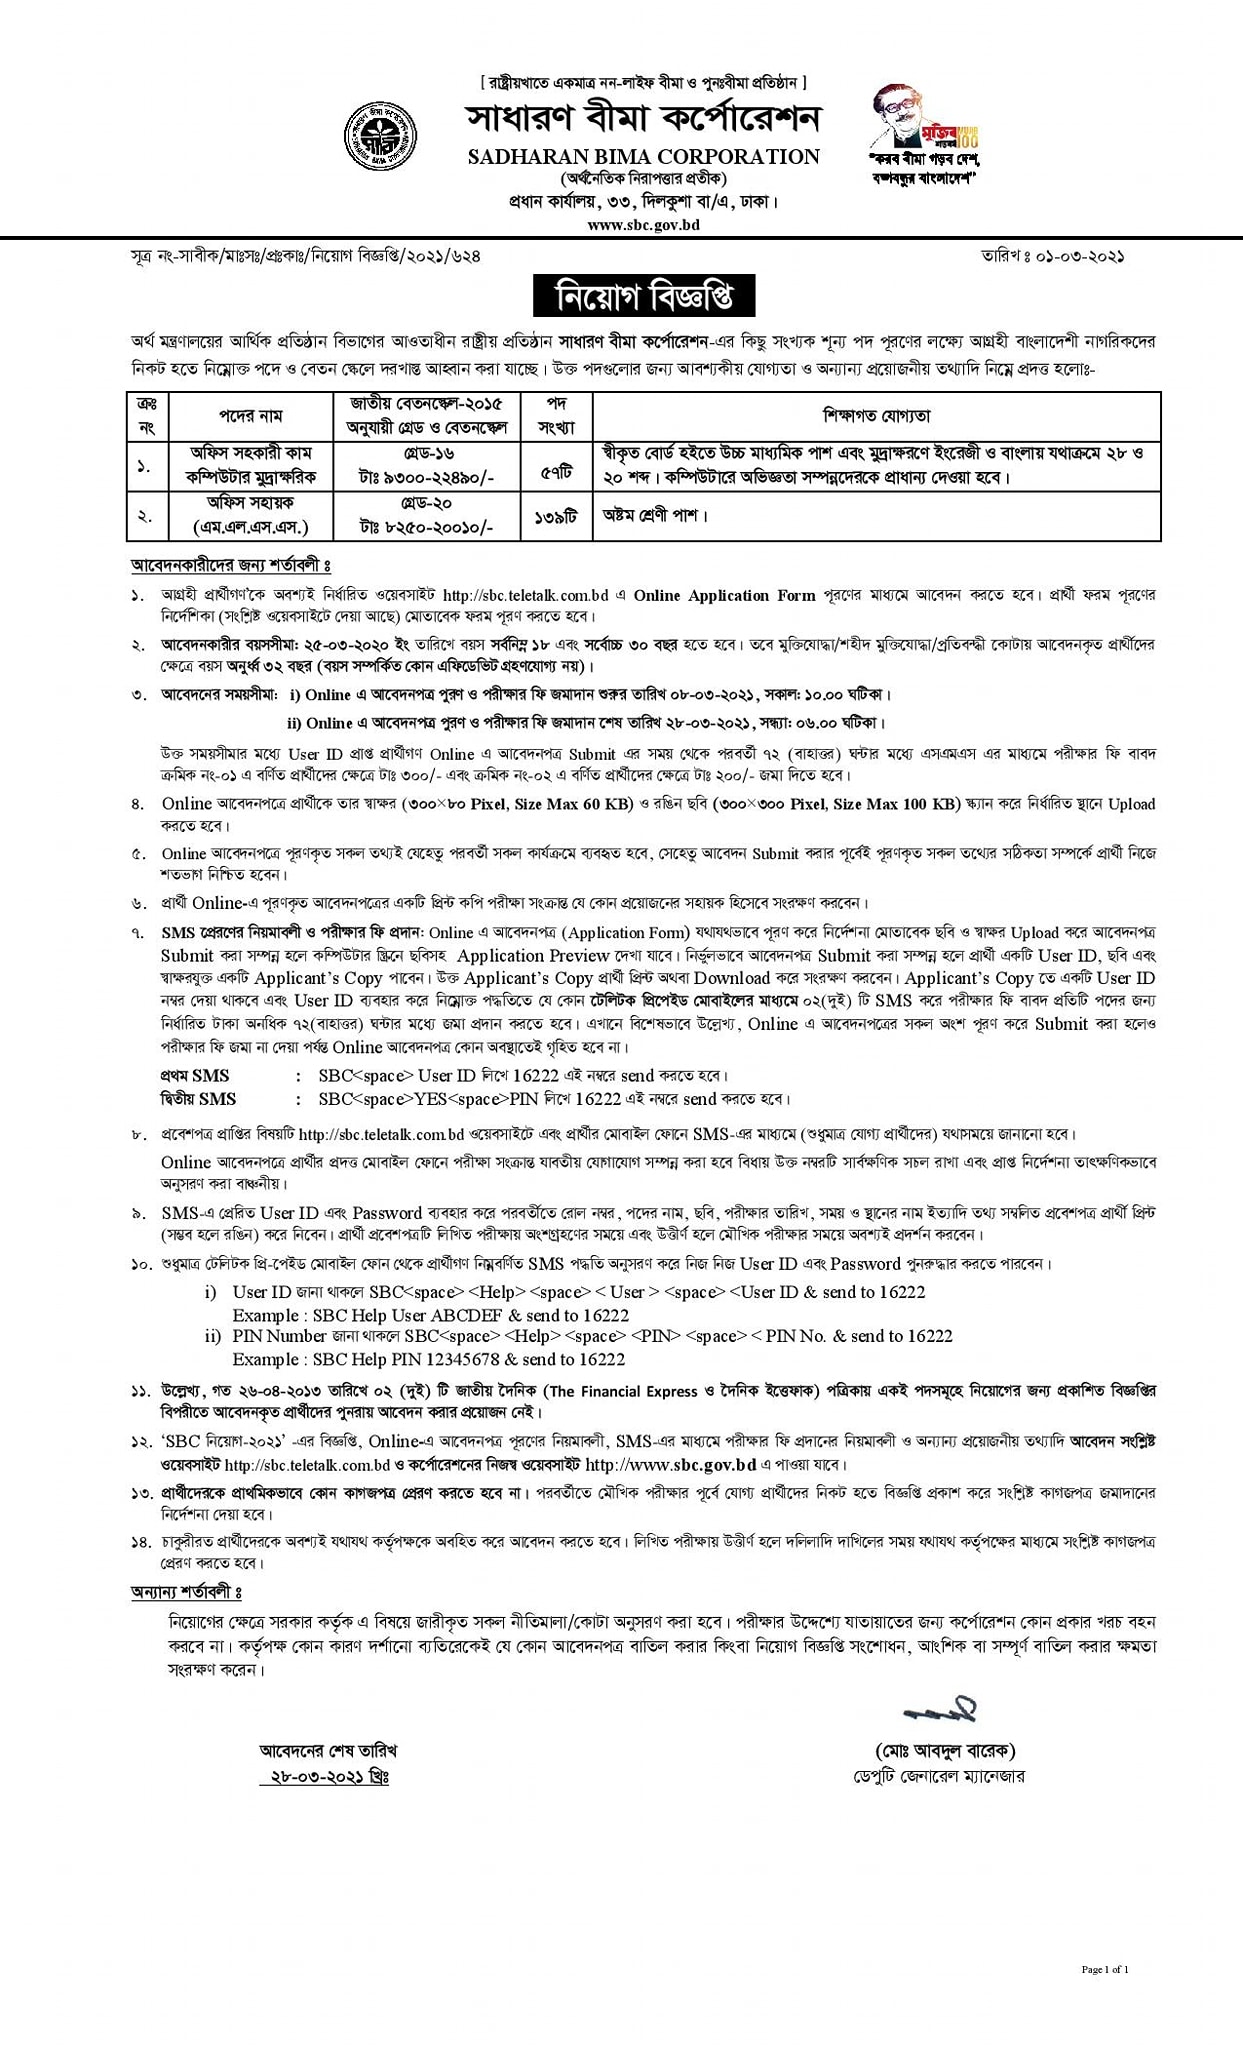 [ রাষ্ট্রীয়খাতে একমাত্র নন-লাইফ বীমা ও পুনঃবীমা প্রতিষ্ঠান ]
সাধারণ বীমা কর্পোরেশন
SADHARAN BIMA CORPORATION
(অর্থনৈতিক নিরাপত্তার প্রতীক)
প্রধান কার্যালয়, ৩৩, দিলকুশা বা/এ, ঢাকা।
www.sbc.gov.bd
মুজিব
100
“করব বীমা গড়ব দেশ,
বঙ্গবন্ধুর বাংলাদেশ”
সূত্র নং-সাবীক/মাঃসঃ/প্রঃকাঃ/নিয়োগ বিজ্ঞপ্তি/২০২১/৬২৪
তারিখ ঃ ০১-০৩-২০২১
নিয়োগ বিজ্ঞপ্তি
অর্থ মন্ত্রণালয়ের আর্থিক প্রতিষ্ঠান বিভাগের আওতাধীন রাষ্ট্রীয় প্রতিষ্ঠান সাধারণ বীমা কর্পোরেশন-এর কিছু সংখ্যক শূন্য পদ পূরণের লক্ষ্যে আগ্রহী বাংলাদেশী নাগরিকদের
নিকট হতে নিম্নোক্ত পদে ও বেতন স্কেলে দরখাস্ত আহ্বান করা যাচ্ছে। উক্ত পদগুলোর জন্য আবশ্যকীয় যোগ্যতা ও অন্যান্য প্রয়োজনীয় তথ্যাদি নিম্নে প্রদত্ত হলোঃ-
ক্রঃ নং পদের নাম জাতীয় বেতনস্কেল-২০১৫ অনুযায়ী গ্রেড ও বেতনস্কেল পদ সংখ্যা শিক্ষাগত যোগ্যতা
১. অফিস সহকারী কাম কম্পিউটার মুদ্রাক্ষরিক গ্রেড-১৬ টাঃ ৯৩০০-২২৪৯০/- ৫৭টি স্বীকৃত বোর্ড হইতে উচ্চ মাধ্যমিক পাশ এবং মুদ্রাক্ষরণে ইংরেজী ও বাংলায় যথাক্রমে ২৮ ও
২০ শব্দ। কম্পিউটারে অভিজ্ঞতা সম্পন্নদেরকে প্রাধান্য দেওয়া হবে।
২. অফিস সহায়ক (এম.এল.এস.এস.) গ্রেড-২০ টাঃ ৮২৫০-২০০১০/- ১৩৯টি অষ্টম শ্রেণী পাশ।
আবেদনকারীদের জন্য শর্তাবলী ঃ
১. আগ্রহী প্রার্থীগণ'কে অবশ্যই নির্ধারিত ওয়েবসাইট http://sbc.teletalk.com.bd এ Online Application Form পূরণের মাধ্যমে আবেদন করতে হবে। প্রার্থী ফরম পূরণের
নির্দেশিকা (সংশ্লিষ্ট ওয়েবসাইটে দেয়া আছে) মোতাবেক ফরম পূরণ করতে হবে।
২. আবেদনকারীর বয়সসীমা: ২৫-০৩-২০২০ ইং তারিখে বয়স সর্বনিম্ন ১৮ এবং সর্বোচ্চ ৩০ বছর হতে হবে। তবে মুক্তিযোদ্ধা/শহীদ মুক্তিযোদ্ধা/প্রতিবন্ধী কোটায় আবেদনকৃত প্রার্থীদের
ক্ষেত্রে বয়স অনুর্ধ্ব ৩২ বছর (বয়স সম্পর্কিত কোন এফিডেভিট গ্রহণযোগ্য নয়)।
৩. আবেদনের সময়সীমা: i) Online এ আবেদনপত্র পুরণ ও পরীক্ষার ফি জমাদান শুরুর তারিখ ০৮-০৩-২০২১, সকাল: ১০.০০ ঘটিকা।
ii) Online এ আবেদনপত্র পুরণ ও পরীক্ষার ফি জমাদান শেষ তারিখ ২৮-০৩-২০২১, সন্ধ্যা: ০৬.০০ ঘটিকা।
উক্ত সময়সীমার মধ্যে User ID প্রাপ্ত প্রার্থীগণ Online এ আবেদনপত্র Submit এর সময় থেকে পরবর্তী ৭২ (বাহাত্তর) ঘন্টার মধ্যে এসএমএস এর মাধ্যমে পরীক্ষার ফি বাবদ
ক্রমিক নং-০১ এ বর্ণিত প্রার্থীদের ক্ষেত্রে টাঃ ৩০০/- এবং ক্রমিক নং-০২ এ বর্ণিত প্রার্থীদের ক্ষেত্রে টাঃ ২০০/- জমা দিতে হবে।
৪. Online আবেদনপত্রে প্রার্থীকে তার স্বাক্ষর (৩০০×৮০ Pixel, Size Max 60 KB) ও রঙিন ছবি (৩০০×৩০০ Pixel, Size Max 100 KB) স্ক্যান করে নির্ধারিত স্থানে Upload
করতে হবে।
৫. Online আবেদনপত্রে পূরণকৃত সকল তথ্যই যেহেতু পরবর্তী সকল কার্যক্রমে ব্যবহৃত হবে, সেহেতু আবেদন Submit করার পূর্বেই পূরণকৃত সকল তথ্যের সঠিকতা সম্পর্কে প্রার্থী নিজে
শতভাগ নিশ্চিত হবেন।
৬. প্রার্থী Online-এ পূরণকৃত আবেদনপত্রের একটি প্রিন্ট কপি পরীক্ষা সংক্রান্ত যে কোন প্রয়োজনের সহায়ক হিসেবে সংরক্ষণ করবেন।
৭. SMS প্রেরণের নিয়মাবলী ও পরীক্ষার ফি প্রদান: Online এ আবেদনপত্র (Application Form) যথাযথভাবে পূরণ করে নির্দেশনা মোতাবেক ছবি ও স্বাক্ষর Upload করে আবেদনপত্র
Submit করা সম্পন্ন হলে কম্পিউটার স্ক্রিনে ছবিসহ Application Preview দেখা যাবে। নির্ভুলভাবে আবেদনপত্র Submit করা সম্পন্ন হলে প্রার্থী একটি User ID, ছবি এবং
স্বাক্ষরযুক্ত একটি Applicant’s Copy পাবেন। উক্ত Applicant’s Copy প্রার্থী প্রিন্ট অথবা Download করে সংরক্ষণ করবেন। Applicant’s Copy তে একটি User ID
নম্বর দেয়া থাকবে এবং User ID ব্যবহার করে নিম্নোক্ত পদ্ধতিতে যে কোন টেলিটক প্রিপেইড মোবাইলের মাধ্যমে ০২(দুই) টি SMS করে পরীক্ষার ফি বাবদ প্রতিটি পদের জন্য
নির্ধারিত টাকা অনধিক ৭২(বাহাত্তর) ঘন্টার মধ্যে জমা প্রদান করতে হবে। এখানে বিশেষভাবে উল্লেখ্য, Online এ আবেদনপত্রের সকল অংশ পূরণ করে Submit করা হলেও
পরীক্ষার ফি জমা না দেয়া পর্যন্ত Online আবেদনপত্র কোন অবস্থাতেই গৃহিত হবে না।
প্রথম SMS : SBC<space> User ID লিখে 16222 এই নম্বরে send করতে হবে।
দ্বিতীয় SMS : SBC<space>YES<space>PIN লিখে 16222 এই নম্বরে send করতে হবে।
৮. প্রবেশপত্র প্রাপ্তির বিষয়টি http://sbc.teletalk.com.bd ওয়েবসাইটে এবং প্রার্থীর মোবাইল ফোনে SMS-এর মাধ্যমে (শুধুমাত্র যোগ্য প্রার্থীদের) যথাসময়ে জানানো হবে।
Online আবেদনপত্রে প্রার্থীর প্রদত্ত মোবাইল ফোনে পরীক্ষা সংক্রান্ত যাবতীয় যোগাযোগ সম্পন্ন করা হবে বিধায় উক্ত নম্বরটি সার্বক্ষণিক সচল রাখা এবং প্রাপ্ত নির্দেশনা তাৎক্ষণিকভাবে
অনুসরণ করা বাঞ্চনীয়।
৯. SMS-এ প্রেরিত User ID এবং Password ব্যবহার করে পরবর্তীতে রোল নম্বর, পদের নাম, ছবি, পরীক্ষার তারিখ, সময় ও স্থানের নাম ইত্যাদি তথ্য সম্বলিত প্রবেশপত্র প্রার্থী প্রিন্ট
(সম্ভব হলে রঙিন) করে নিবেন। প্রার্থী প্রবেশপত্রটি লিখিত পরীক্ষায় অংশগ্রহণের সময়ে এবং উত্তীর্ণ হলে মৌখিক পরীক্ষার সময়ে অবশ্যই প্রদর্শন করবেন।
১০. শুধুমাত্র টেলিটক প্রি-পেইড মোবাইল ফোন থেকে প্রার্থীগণ নিম্নবর্ণিত SMS পদ্ধতি অনুসরণ করে নিজ নিজ User ID এবং Password পুনরুদ্ধার করতে পারবেন।
i) User ID জানা থাকলে SBC<space> <Help> <space> < User > <space> <User ID & send to 16222
Example : SBC Help User ABCDEF & send to 16222
ii) PIN Number জানা থাকলে SBC<space> <Help> <space> <PIN> <space> < PIN No. & send to 16222
Example : SBC Help PIN 12345678 & send to 16222
১১. উল্লেখ্য, গত ২৬-০৪-২০১৩ তারিখে ০২ (দুই) টি জাতীয় দৈনিক (The Financial Express ও দৈনিক ইত্তেফাক) পত্রিকায় একই পদসমূহে নিয়োগের জন্য প্রকাশিত বিজ্ঞপ্তির
বিপরীতে আবেদনকৃত প্রার্থীদের পুনরায় আবেদন করার প্রয়োজন নেই।
১২. ‘SBC নিয়োগ-২০২১’ -এর বিজ্ঞপ্তি, Online-এ আবেদনপত্র পূরণের নিয়মাবলী, SMS-এর মাধ্যমে পরীক্ষার ফি প্রদানের নিয়মাবলী ও অন্যান্য প্রয়োজনীয় তথ্যাদি আবেদন সংশ্লিষ্ট
ওয়েবসাইট http://sbc.teletalk.com.bd ও কর্পোরেশনের নিজস্ব ওয়েবসাইট http://www.sbc.gov.bd এ পাওয়া যাবে।
১৩. প্রার্থীদেরকে প্রাথমিকভাবে কোন কাগজপত্র প্রেরণ করতে হবে না। পরবর্তীতে মৌখিক পরীক্ষার পূর্বে যোগ্য প্রার্থীদের নিকট হতে বিজ্ঞপ্তি প্রকাশ করে সংশ্লিষ্ট কাগজপত্র জমাদানের
নির্দেশনা দেয়া হবে।
১৪. চাকুরীরত প্রার্থীদেরকে অবশ্যই যথাযথ কর্তৃপক্ষকে অবহিত করে আবেদন করতে হবে। লিখিত পরীক্ষায় উত্তীর্ণ হলে দলিলাদি দাখিলের সময় যথাযথ কর্তৃপক্ষের মাধ্যমে সংশ্লিষ্ট কাগজপত্র
প্রেরণ করতে হবে।
অন্যান্য শর্তাবলী ঃ
নিয়োগের ক্ষেত্রে সরকার কর্তৃক এ বিষয়ে জারীকৃত সকল নীতিমালা/কোটা অনুসরণ করা হবে। পরীক্ষার উদ্দেশ্যে যাতায়াতের জন্য কর্পোরেশন কোন প্রকার খরচ বহন
করবে না। কর্তৃপক্ষ কোন কারণ দর্শানো ব্যতিরেকেই যে কোন আবেদনপত্র বাতিল করার কিংবা নিয়োগ বিজ্ঞপ্তি সংশোধন, আংশিক বা সম্পূর্ণ বাতিল করার ক্ষমতা
সংরক্ষণ করেন।
আবেদনের শেষ তারিখ
২৮-০৩-২০২১ খ্রিঃ
(মোঃ আবদুল বারেক)
ডেপুটি জেনারেল ম্যানেজার
Page 1 of 1